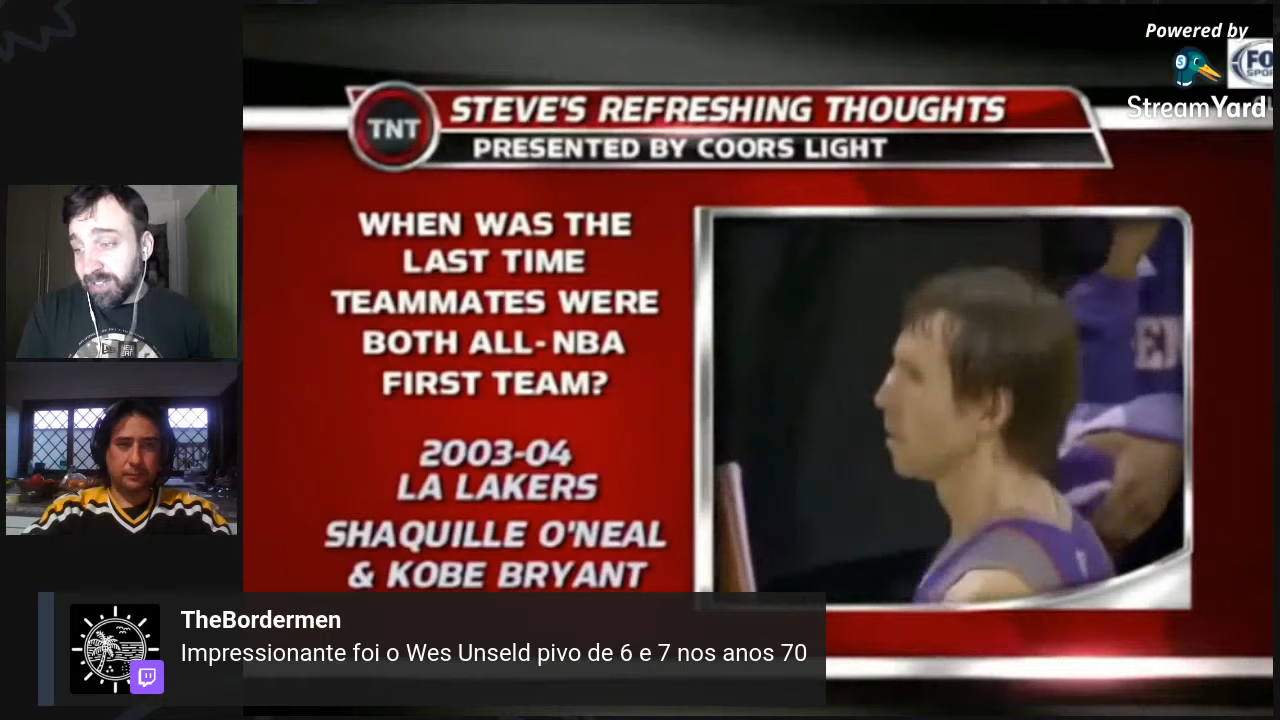 Powered by
StreamYard
FO
SPOR
TNT
STEVE'S REFRESHING THOUGHTS
PRESENTED BY COORS LIGHT
WHEN WAS THE
LAST TIME
TEAMMATES WERE
BOTH ALL-NBA
FIRST TEAM?
2003-04
LA LAKERS
SHAQUILLE O'NEAL
& KOBE BRYANT
TheBordermen
Impressionante foi o Wes Unseld pivo de 6 e 7 nos anos 70